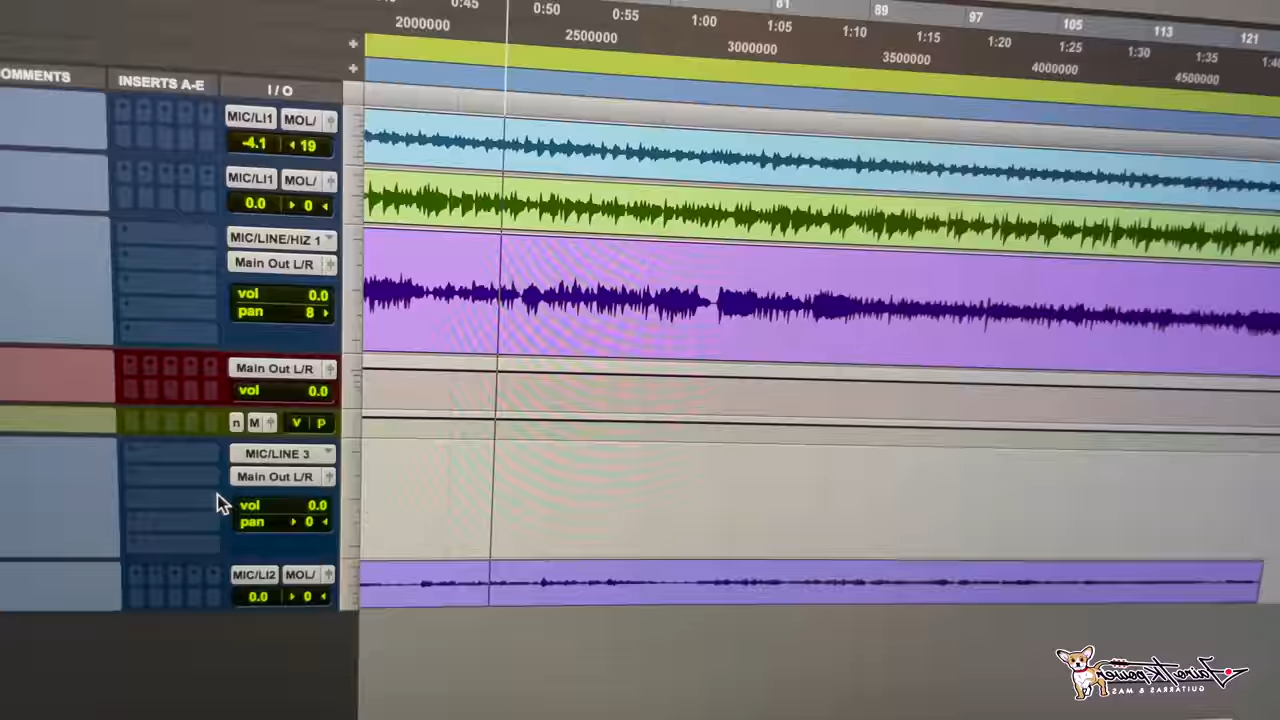 0:45 0:50 0:55 1:00 1:05 1:10 1:15 1:20 1:25 1:30 1:35
81 89 97 105 113 121
2000000 2500000 3000000 3500000 4000000 4500000
OMMENTS INSERTS A-E I / O
MIC/LI1 MOL/
-4.1 19
MIC/LI1 MOL/
0.0 0
MIC/LINE/HIZ 1
Main Out L/R
vol 0.0
pan 8
Main Out L/R
vol 0.0
n M V P
MIC/LINE 3
Main Out L/R
vol 0.0
pan 0
MIC/LI2 MOL/
0.0 0
GUITARRAS & MAS